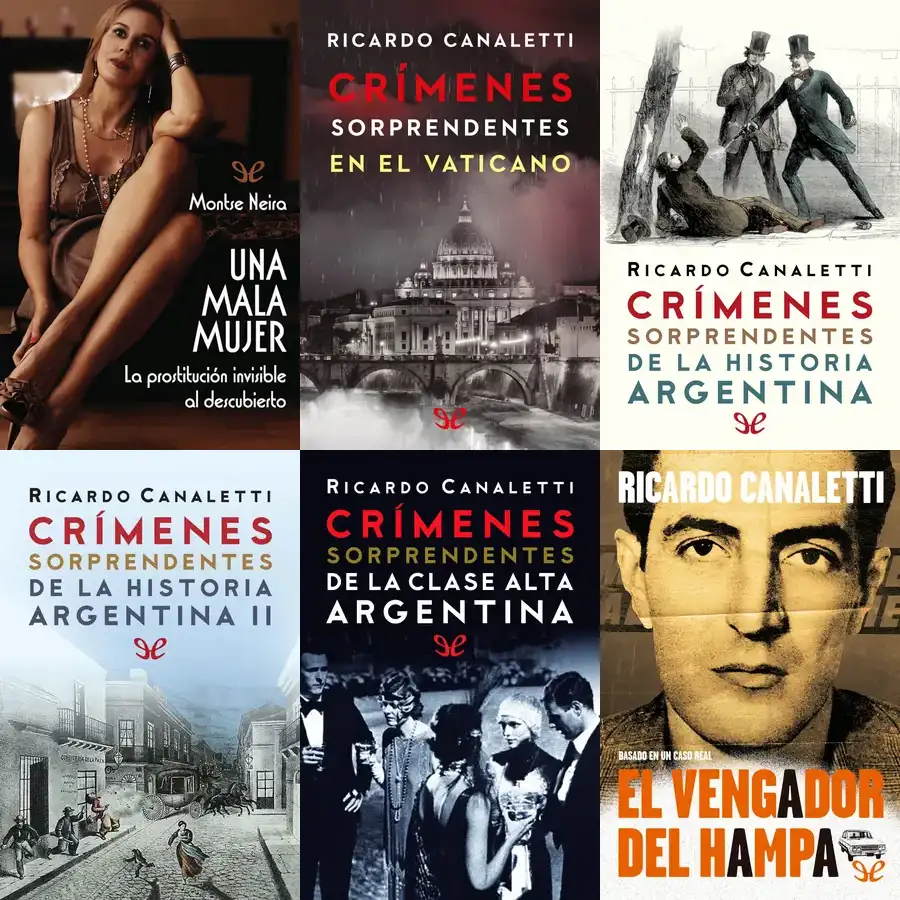 Montse Neira
UNA
MALA
MUJER
La prostitución invisible
al descubierto
RICARDO CANALETTI
CRÍMENES
SORPRENDENTES
EN EL VATICANO
RICARDO CANALETTI
CRÍMENES
SORPRENDENTES
DE LA HISTORIA
ARGENTINA
RICARDO CANALETTI
CRÍMENES
SORPRENDENTES
DE LA HISTORIA
ARGENTINA II
RICARDO CANALETTI
CRÍMENES
SORPRENDENTES
DE LA CLASE ALTA
ARGENTINA
RICARDO CANALETTI
BASADO EN UN CASO REAL
EL VENGADOR
DEL HAMPA